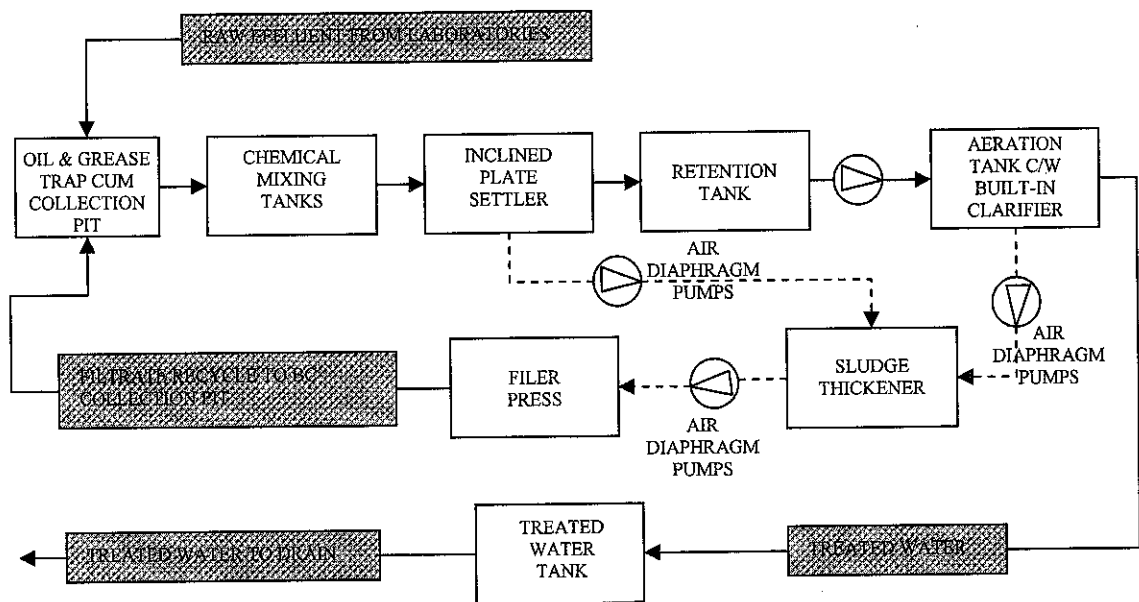 RAW EFFLUENT FROM LABORATORIES
OIL & GREASE
TRAP CUM
COLLECTION
PIT
CHEMICAL
MIXING
TANKS
INCLINED
PLATE
SETTLER
RETENTION
TANK
AERATION
TANK C/W
BUILT-IN
CLARIFIER
AIR
DIAPHRAGM
PUMPS
AIR
DIAPHRAGM
PUMPS
FILTRATE RECYCLE TO BC
COLLECTION PIT
FILER
PRESS
AIR
DIAPHRAGM
PUMPS
SLUDGE
THICKENER
TREATED WATER TO DRAIN
TREATED
WATER
TANK
TREATED WATER